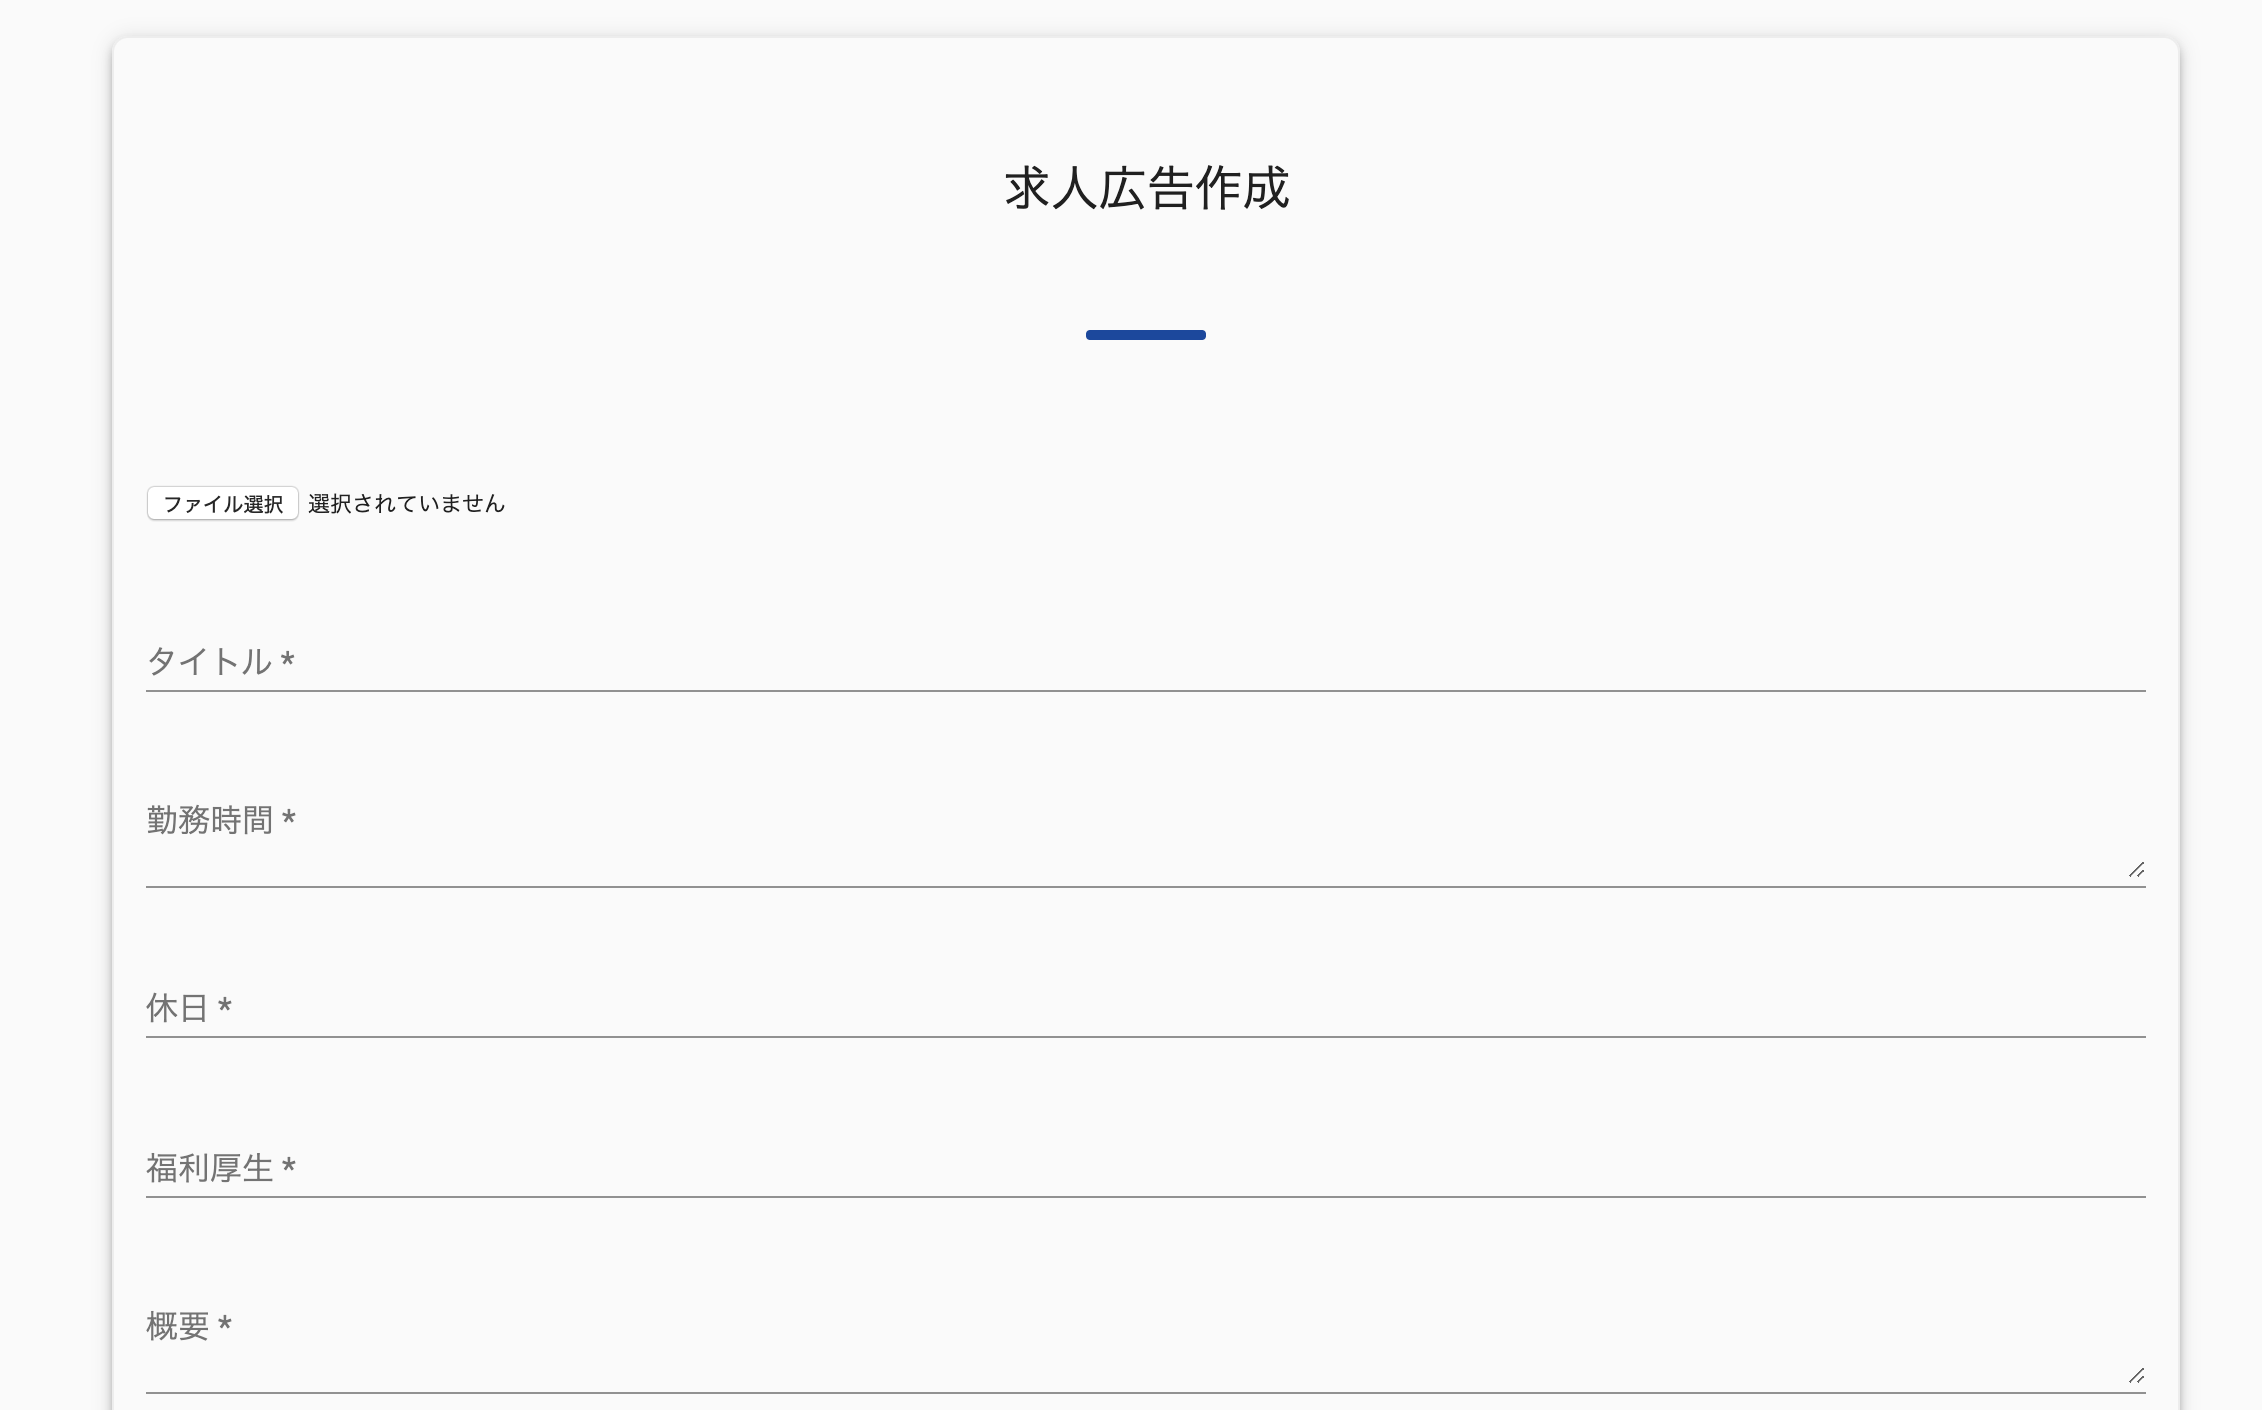 求人広告作成
ファイル選択 選択されていません
タイトル *
勤務時間 *
休日 *
福利厚生 *
概要 *